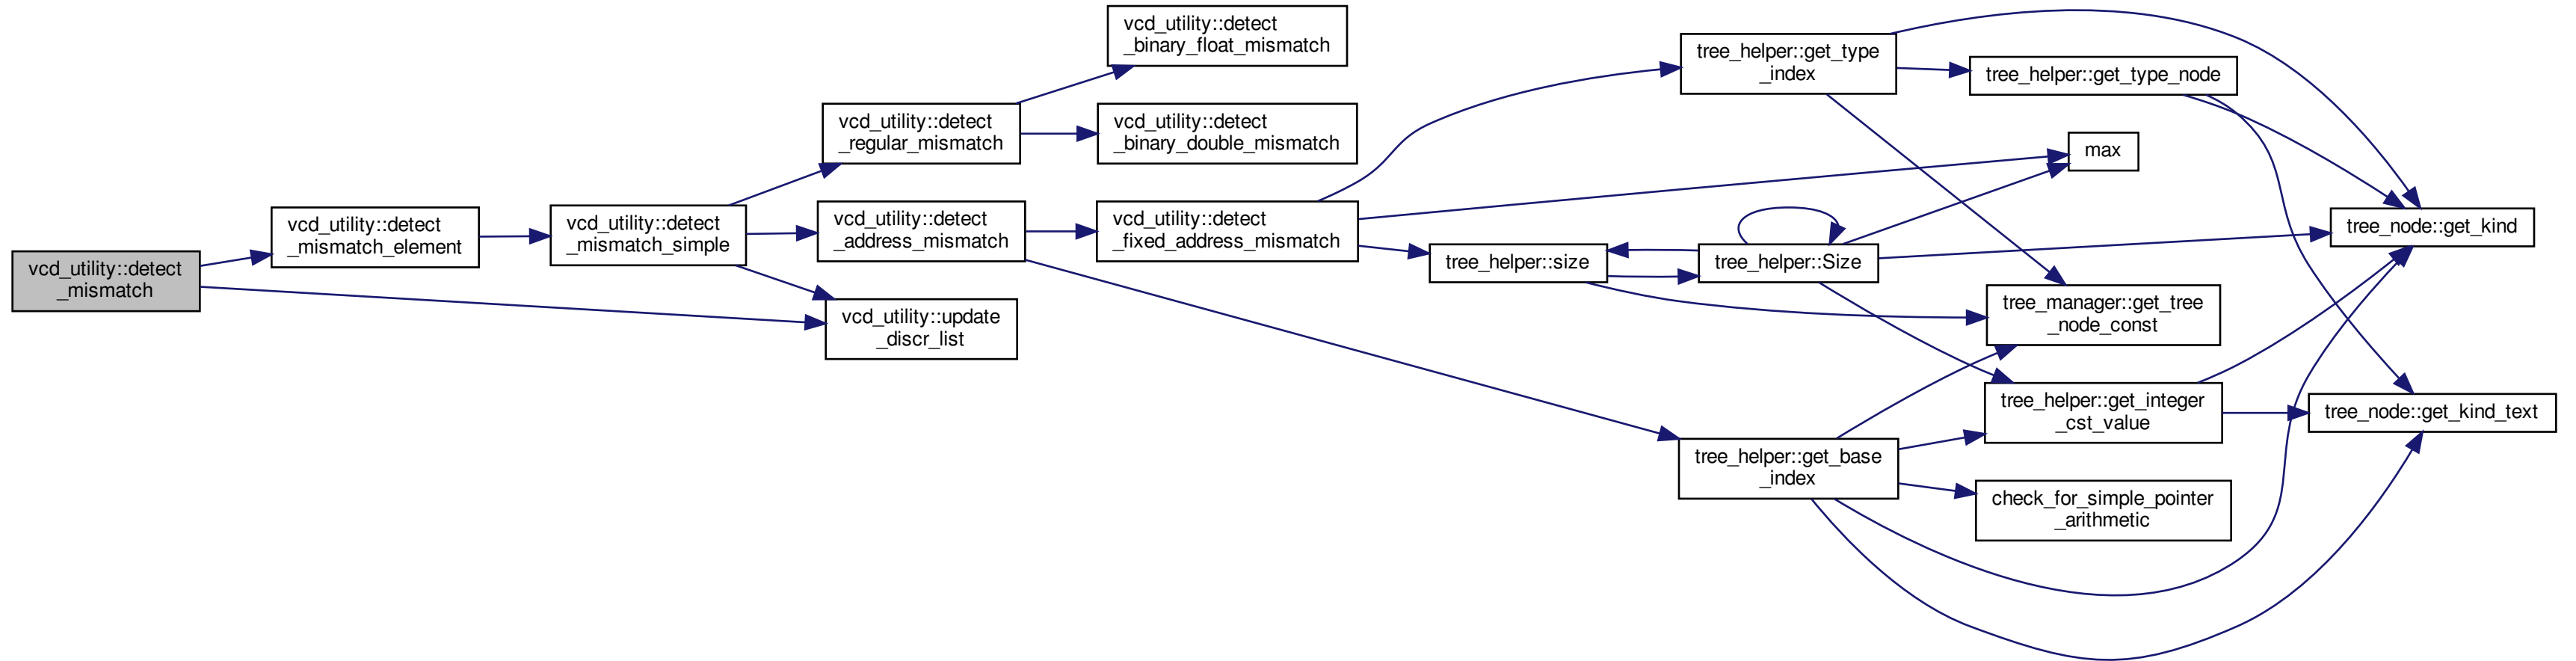 vcd_utility::detect
_mismatch
vcd_utility::detect
_mismatch_element
vcd_utility::detect
_mismatch_simple
vcd_utility::detect
_regular_mismatch
vcd_utility::detect
_address_mismatch
vcd_utility::update
_discr_list
vcd_utility::detect
_binary_float_mismatch
vcd_utility::detect
_binary_double_mismatch
vcd_utility::detect
_fixed_address_mismatch
tree_helper::size
tree_helper::get_type
_index
tree_helper::Size
tree_helper::get_base
_index
tree_helper::get_type_node
max
tree_manager::get_tree
_node_const
tree_helper::get_integer
_cst_value
check_for_simple_pointer
_arithmetic
tree_node::get_kind
tree_node::get_kind_text